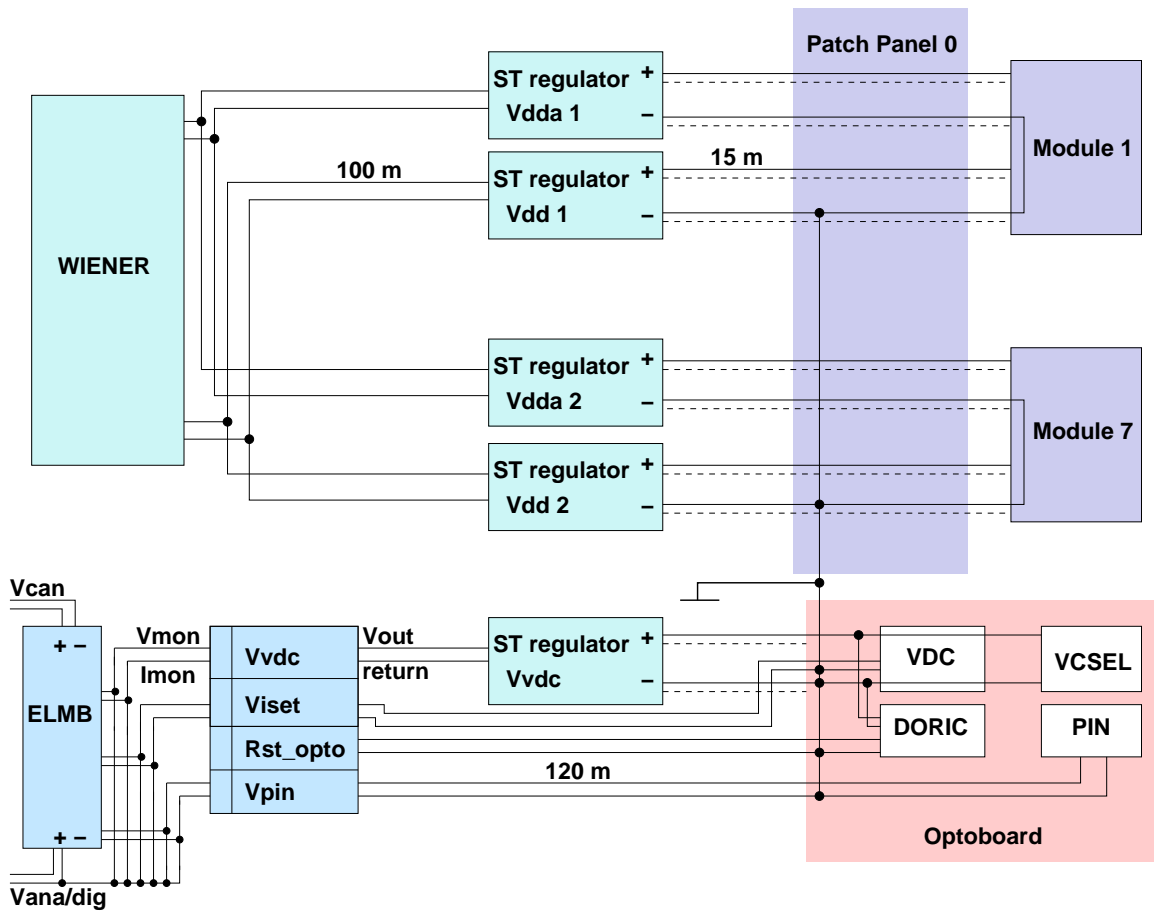 Patch Panel 0
ST regulator +
Vdda 1 −
Module 1
100 m
15 m
ST regulator +
Vdd 1 −
WIENER
ST regulator +
Vdda 2 −
Module 7
ST regulator +
Vdd 2 −
Vcan
+ −
ELMB
+ −
Vana/dig
Vmon
Imon
Vvdc
Viset
Rst_opto
Vpin
Vout
return
ST regulator +
Vvdc −
120 m
VDC
VCSEL
DORIC
PIN
Optoboard